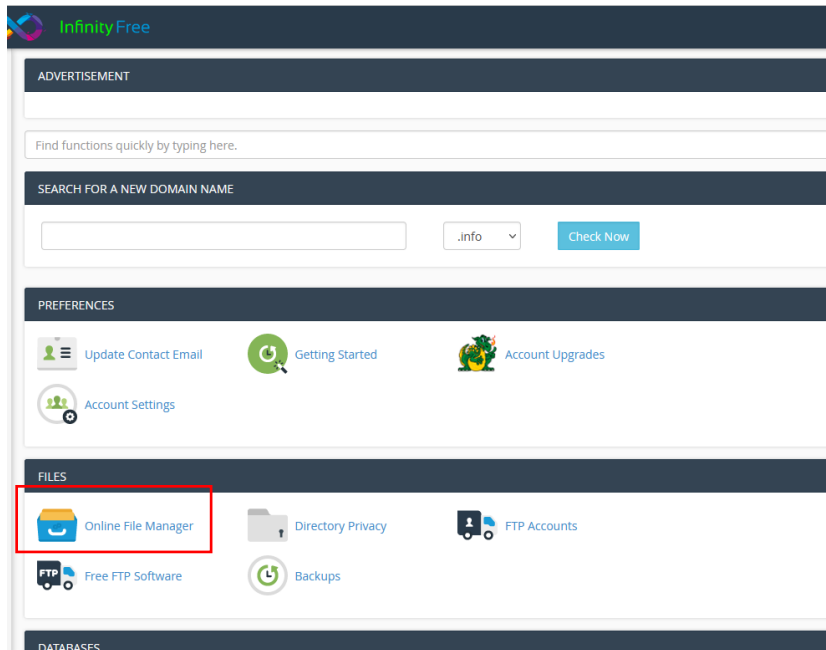 InfinityFree
ADVERTISEMENT
Find functions quickly by typing here.
SEARCH FOR A NEW DOMAIN NAME
.info Check Now
PREFERENCES
Update Contact Email Getting Started Account Upgrades
Account Settings
FILES
Online File Manager Directory Privacy FTP Accounts
FTP Free FTP Software Backups
DATABASES